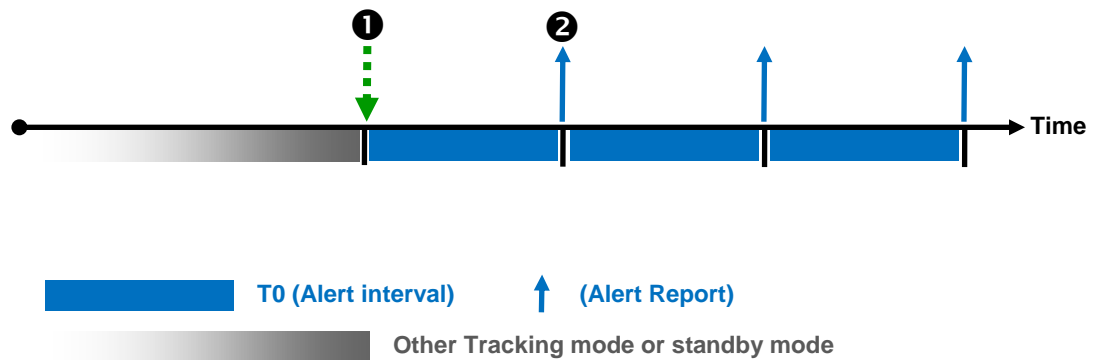 ❶ ❷
Time
T0 (Alert interval) (Alert Report)
Other Tracking mode or standby mode